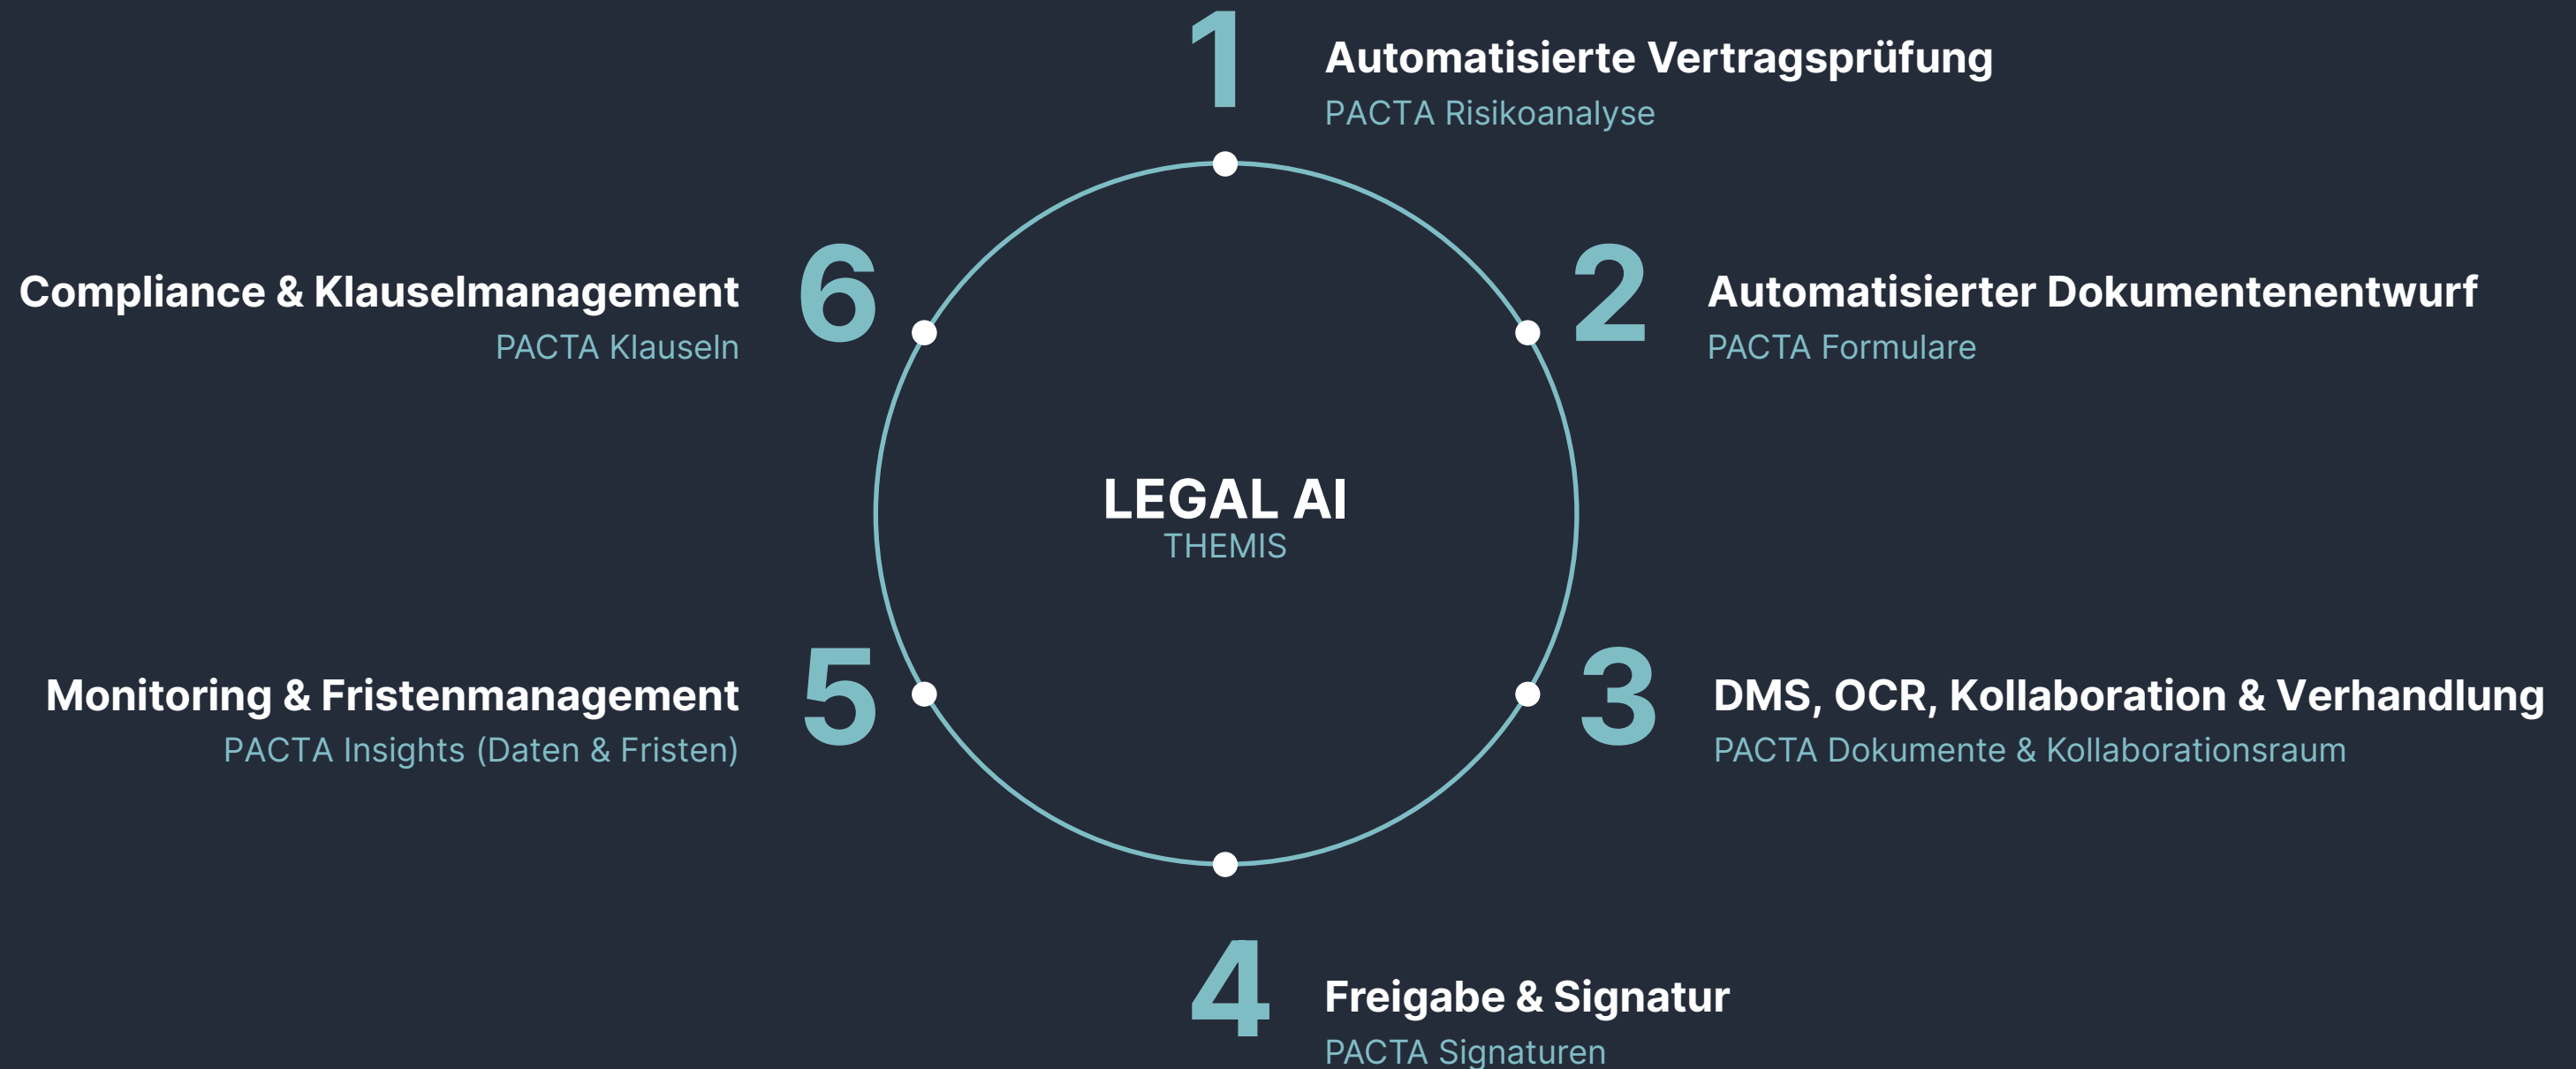 1
Automatisierte Vertragsprüfung
PACTA Risikoanalyse
2
Automatisierter Dokumentenentwurf
PACTA Formulare
3
DMS, OCR, Kollaboration & Verhandlung
PACTA Dokumente & Kollaborationsraum
4
Freigabe & Signatur
PACTA Signaturen
5
Monitoring & Fristenmanagement
PACTA Insights (Daten & Fristen)
6
Compliance & Klauselmanagement
PACTA Klauseln
LEGAL AI
THEMIS